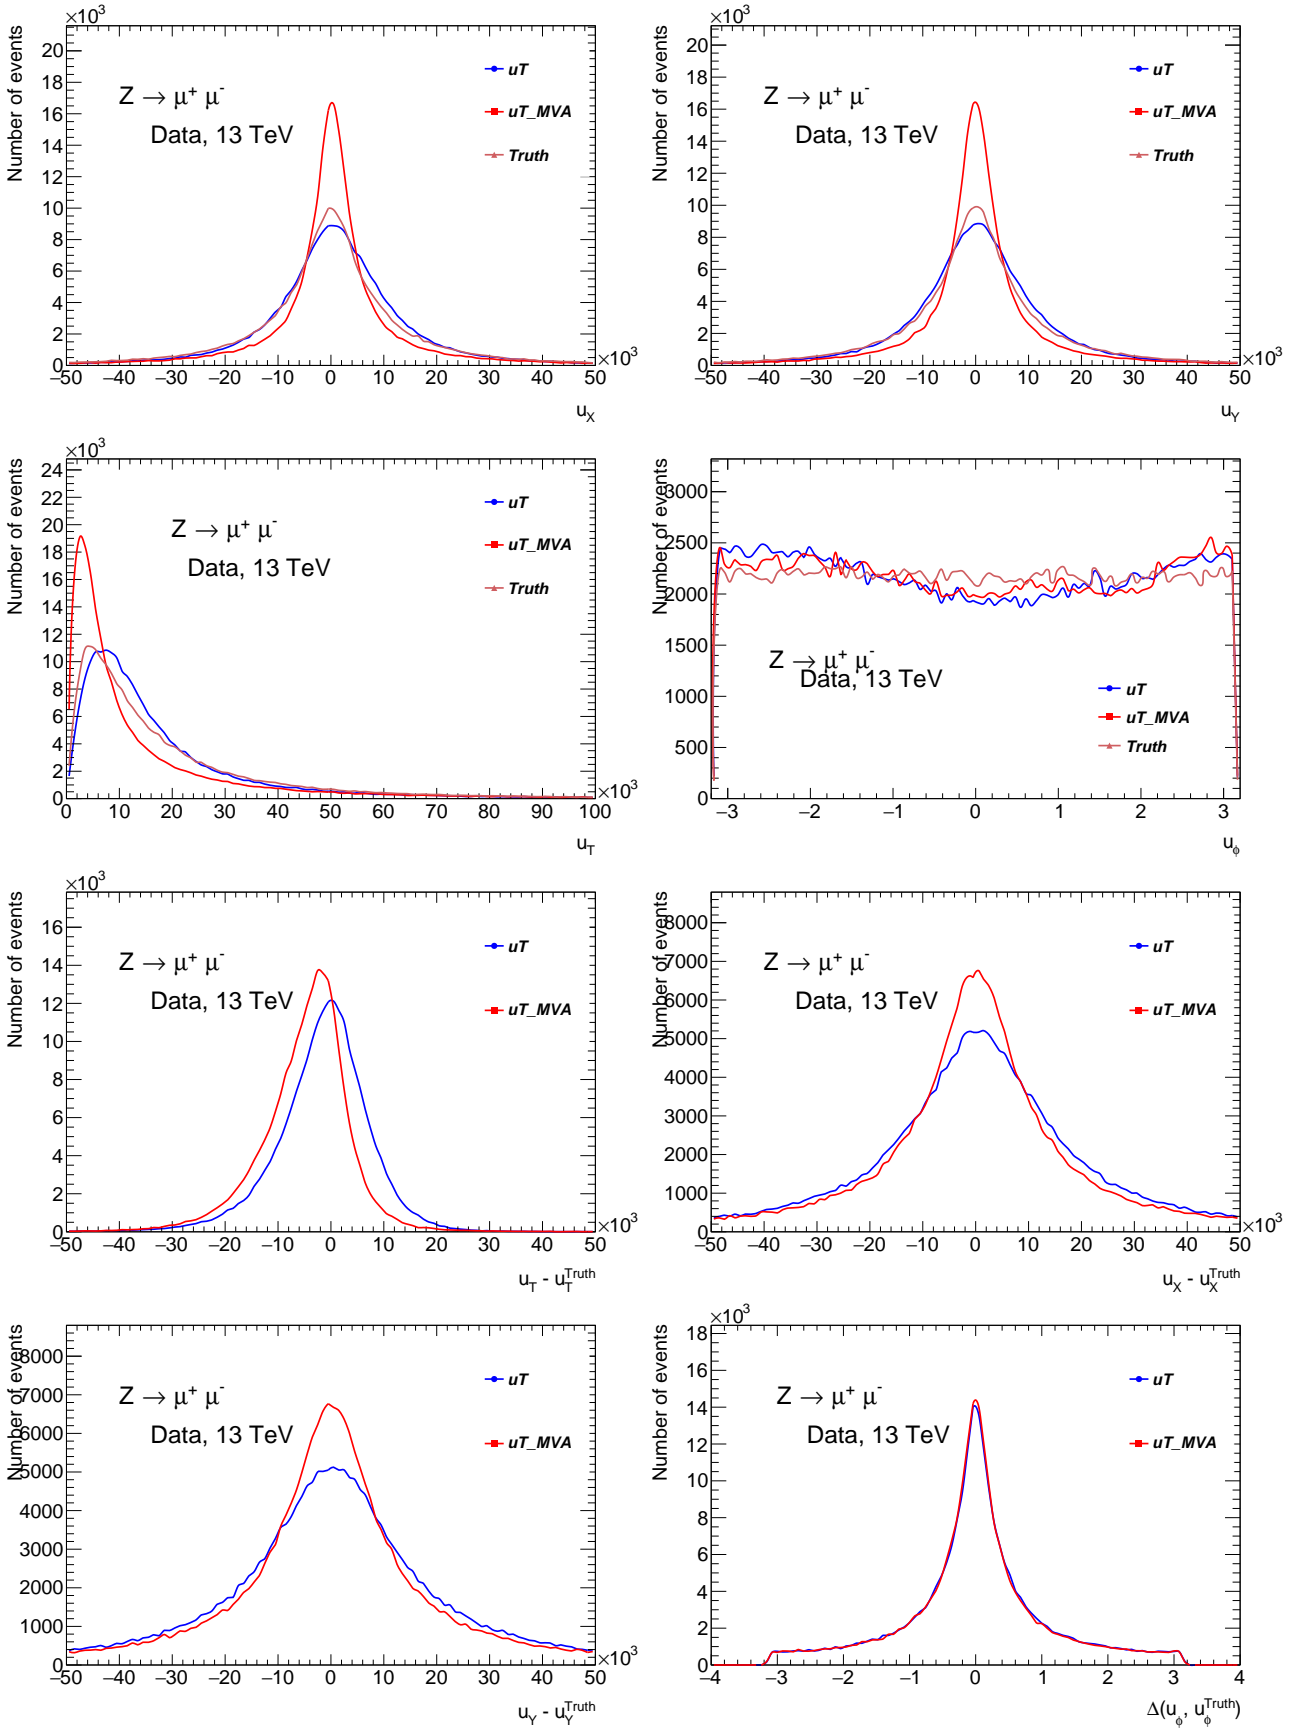 ×10³
Number of events
20
18
16
14
12
10
8
6
4
2
0
Z → μ⁺ μ⁻
Data, 13 TeV
uT
uT_MVA
Truth
−50 −40 −30 −20 −10 0 10 20 30 40 50
×10³
u_X
×10³
Number of events
20
18
16
14
12
10
8
6
4
2
0
Z → μ⁺ μ⁻
Data, 13 TeV
uT
uT_MVA
Truth
−50 −40 −30 −20 −10 0 10 20 30 40 50
×10³
u_Y
×10³
Number of events
24
22
20
18
16
14
12
10
8
6
4
2
0
Z → μ⁺ μ⁻
Data, 13 TeV
uT
uT_MVA
Truth
0 10 20 30 40 50 60 70 80 90 100
×10³
u_T
Number of events
3000
2500
2000
1500
1000
500
0
Z → μ⁺ μ⁻
Data, 13 TeV
uT
uT_MVA
Truth
−3 −2 −1 0 1 2 3
u_ϕ
×10³
Number of events
16
14
12
10
8
6
4
2
0
Z → μ⁺ μ⁻
Data, 13 TeV
uT
uT_MVA
−50 −40 −30 −20 −10 0 10 20 30 40 50
×10³
u_T - u_T^Truth
Number of events
8000
7000
6000
5000
4000
3000
2000
1000
0
Z → μ⁺ μ⁻
Data, 13 TeV
uT
uT_MVA
−50 −40 −30 −20 −10 0 10 20 30 40 50
×10³
u_X - u_X^Truth
Number of events
8000
7000
6000
5000
4000
3000
2000
1000
0
Z → μ⁺ μ⁻
Data, 13 TeV
uT
uT_MVA
−50 −40 −30 −20 −10 0 10 20 30 40 50
×10³
u_Y - u_Y^Truth
×10³
Number of events
18
16
14
12
10
8
6
4
2
0
Z → μ⁺ μ⁻
Data, 13 TeV
uT
uT_MVA
−4 −3 −2 −1 0 1 2 3 4
Δ(u_ϕ, u_ϕ^Truth)